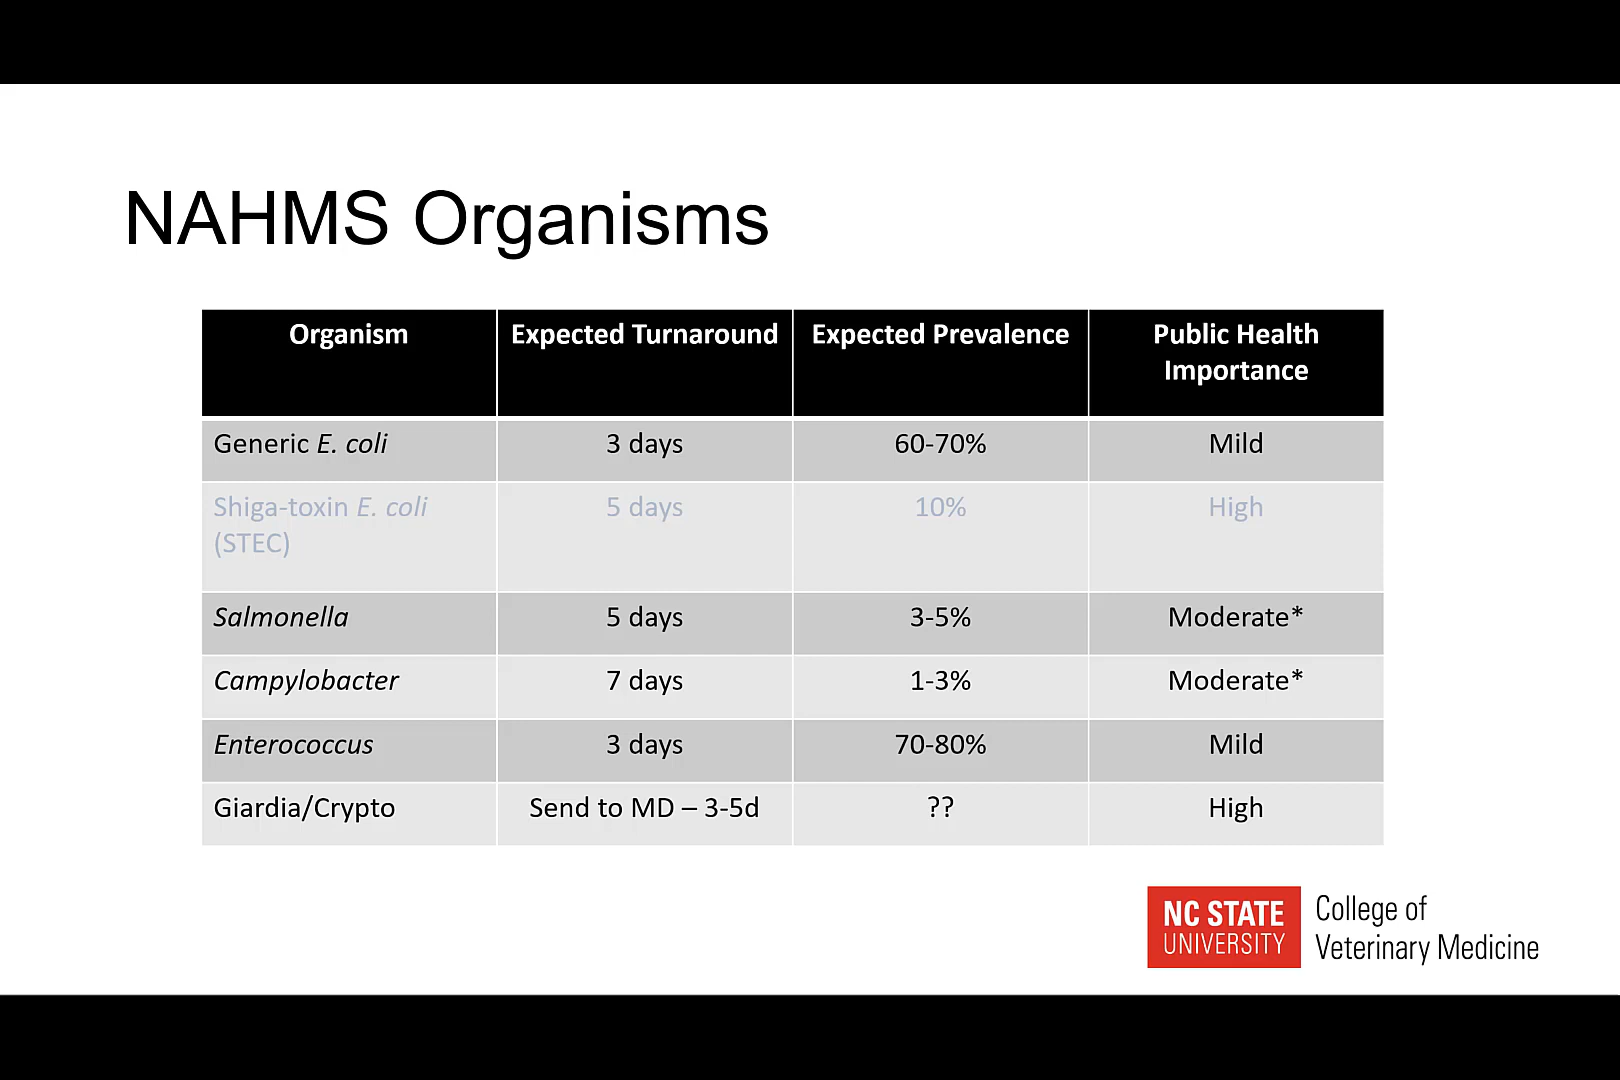 NAHMS Organisms
Organism Expected Turnaround Expected Prevalence Public Health
Importance
Generic E. coli 3 days 60-70% Mild
Shiga-toxin E. coli 5 days 10% High
(STEC)
Salmonella 5 days 3-5% Moderate*
Campylobacter 7 days 1-3% Moderate*
Enterococcus 3 days 70-80% Mild
Giardia/Crypto Send to MD – 3-5d ?? High
NC STATE
UNIVERSITY
College of
Veterinary Medicine